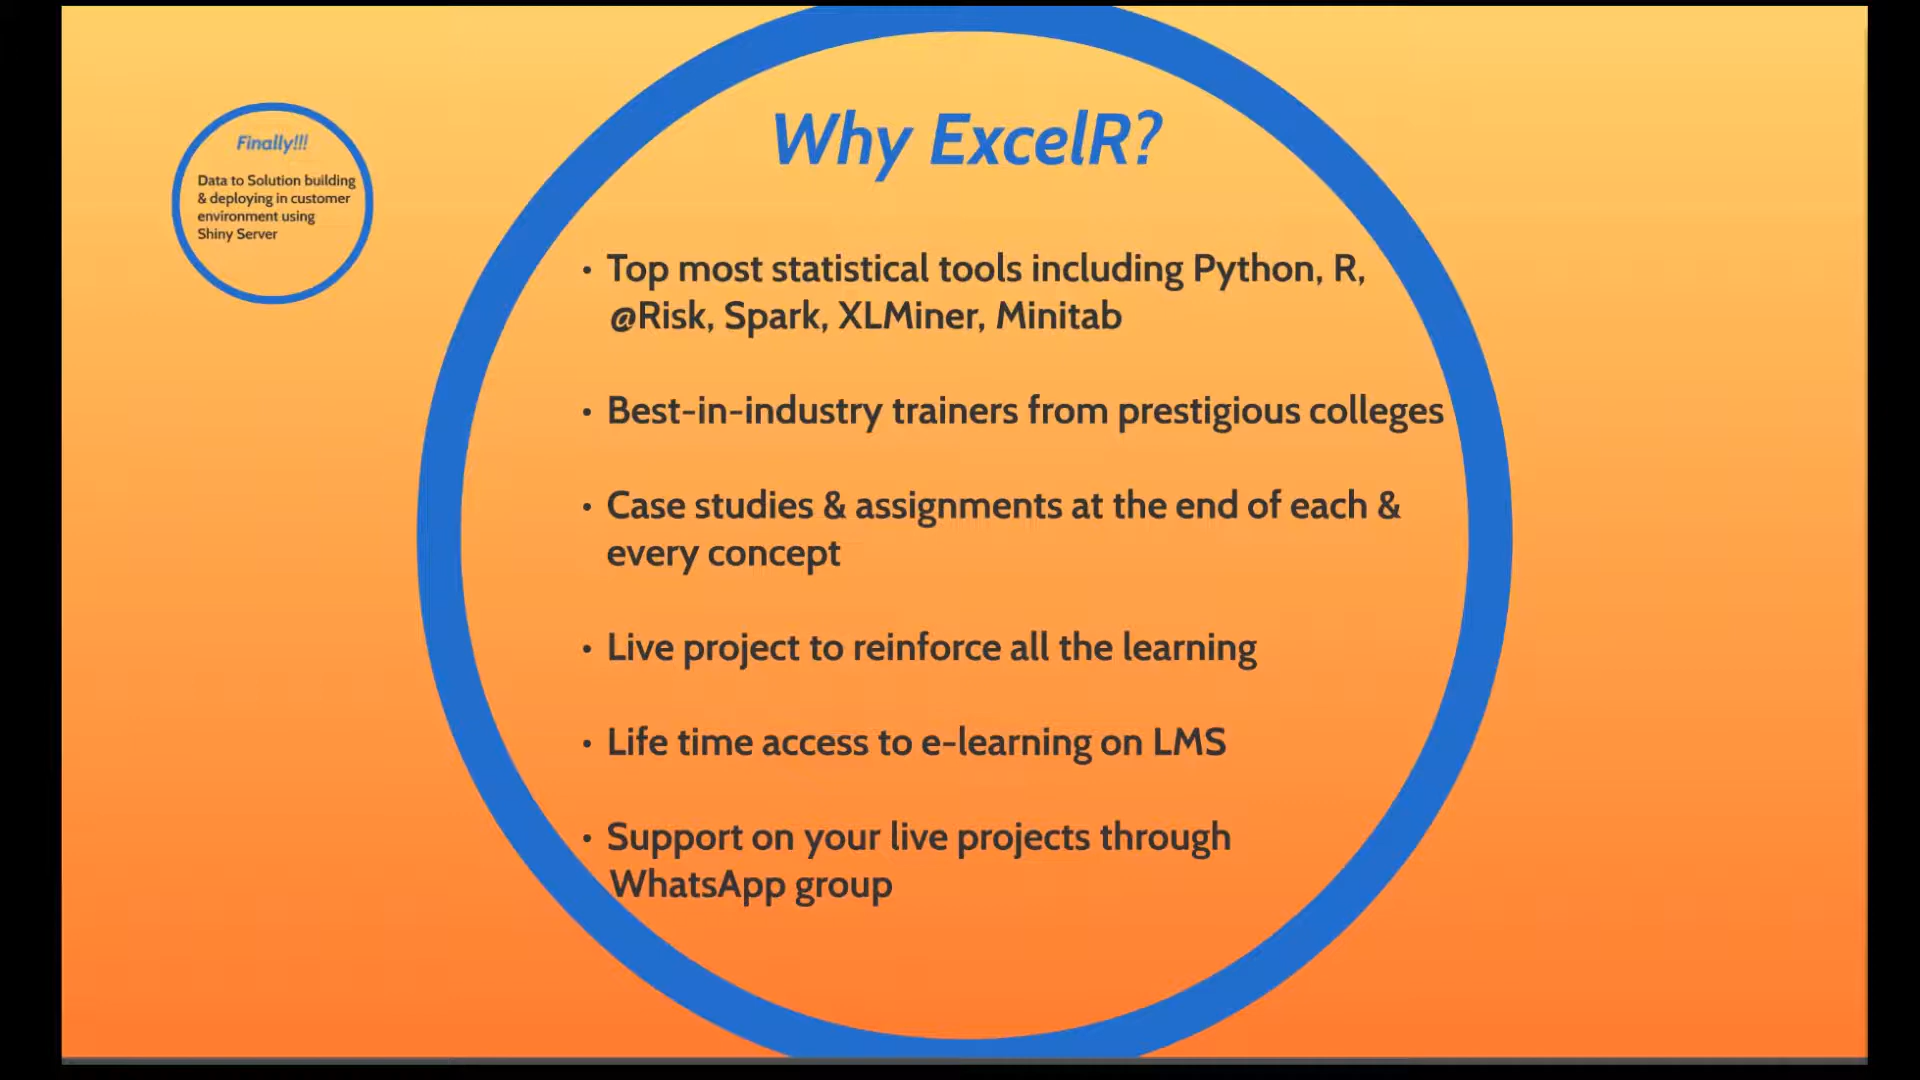 Finally!!!
Data to Solution building
& deploying in customer
environment using
Shiny Server
Why ExcelR?
• Top most statistical tools including Python, R,
@Risk, Spark, XLMiner, Minitab
• Best-in-industry trainers from prestigious colleges
• Case studies & assignments at the end of each &
every concept
• Live project to reinforce all the learning
• Life time access to e-learning on LMS
• Support on your live projects through
WhatsApp group